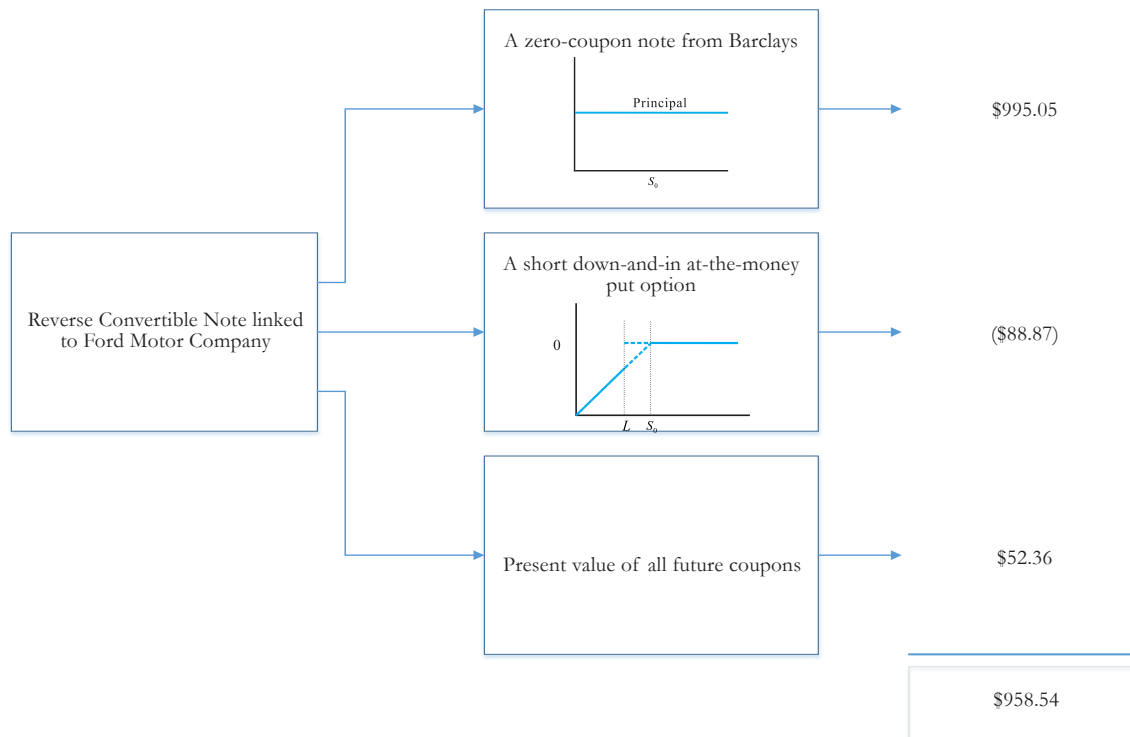 A zero-coupon note from Barclays
Principal
S₀
$995.05
Reverse Convertible Note linked
to Ford Motor Company
A short down-and-in at-the-money
put option
0
L S₀
($88.87)
Present value of all future coupons
$52.36
$958.54